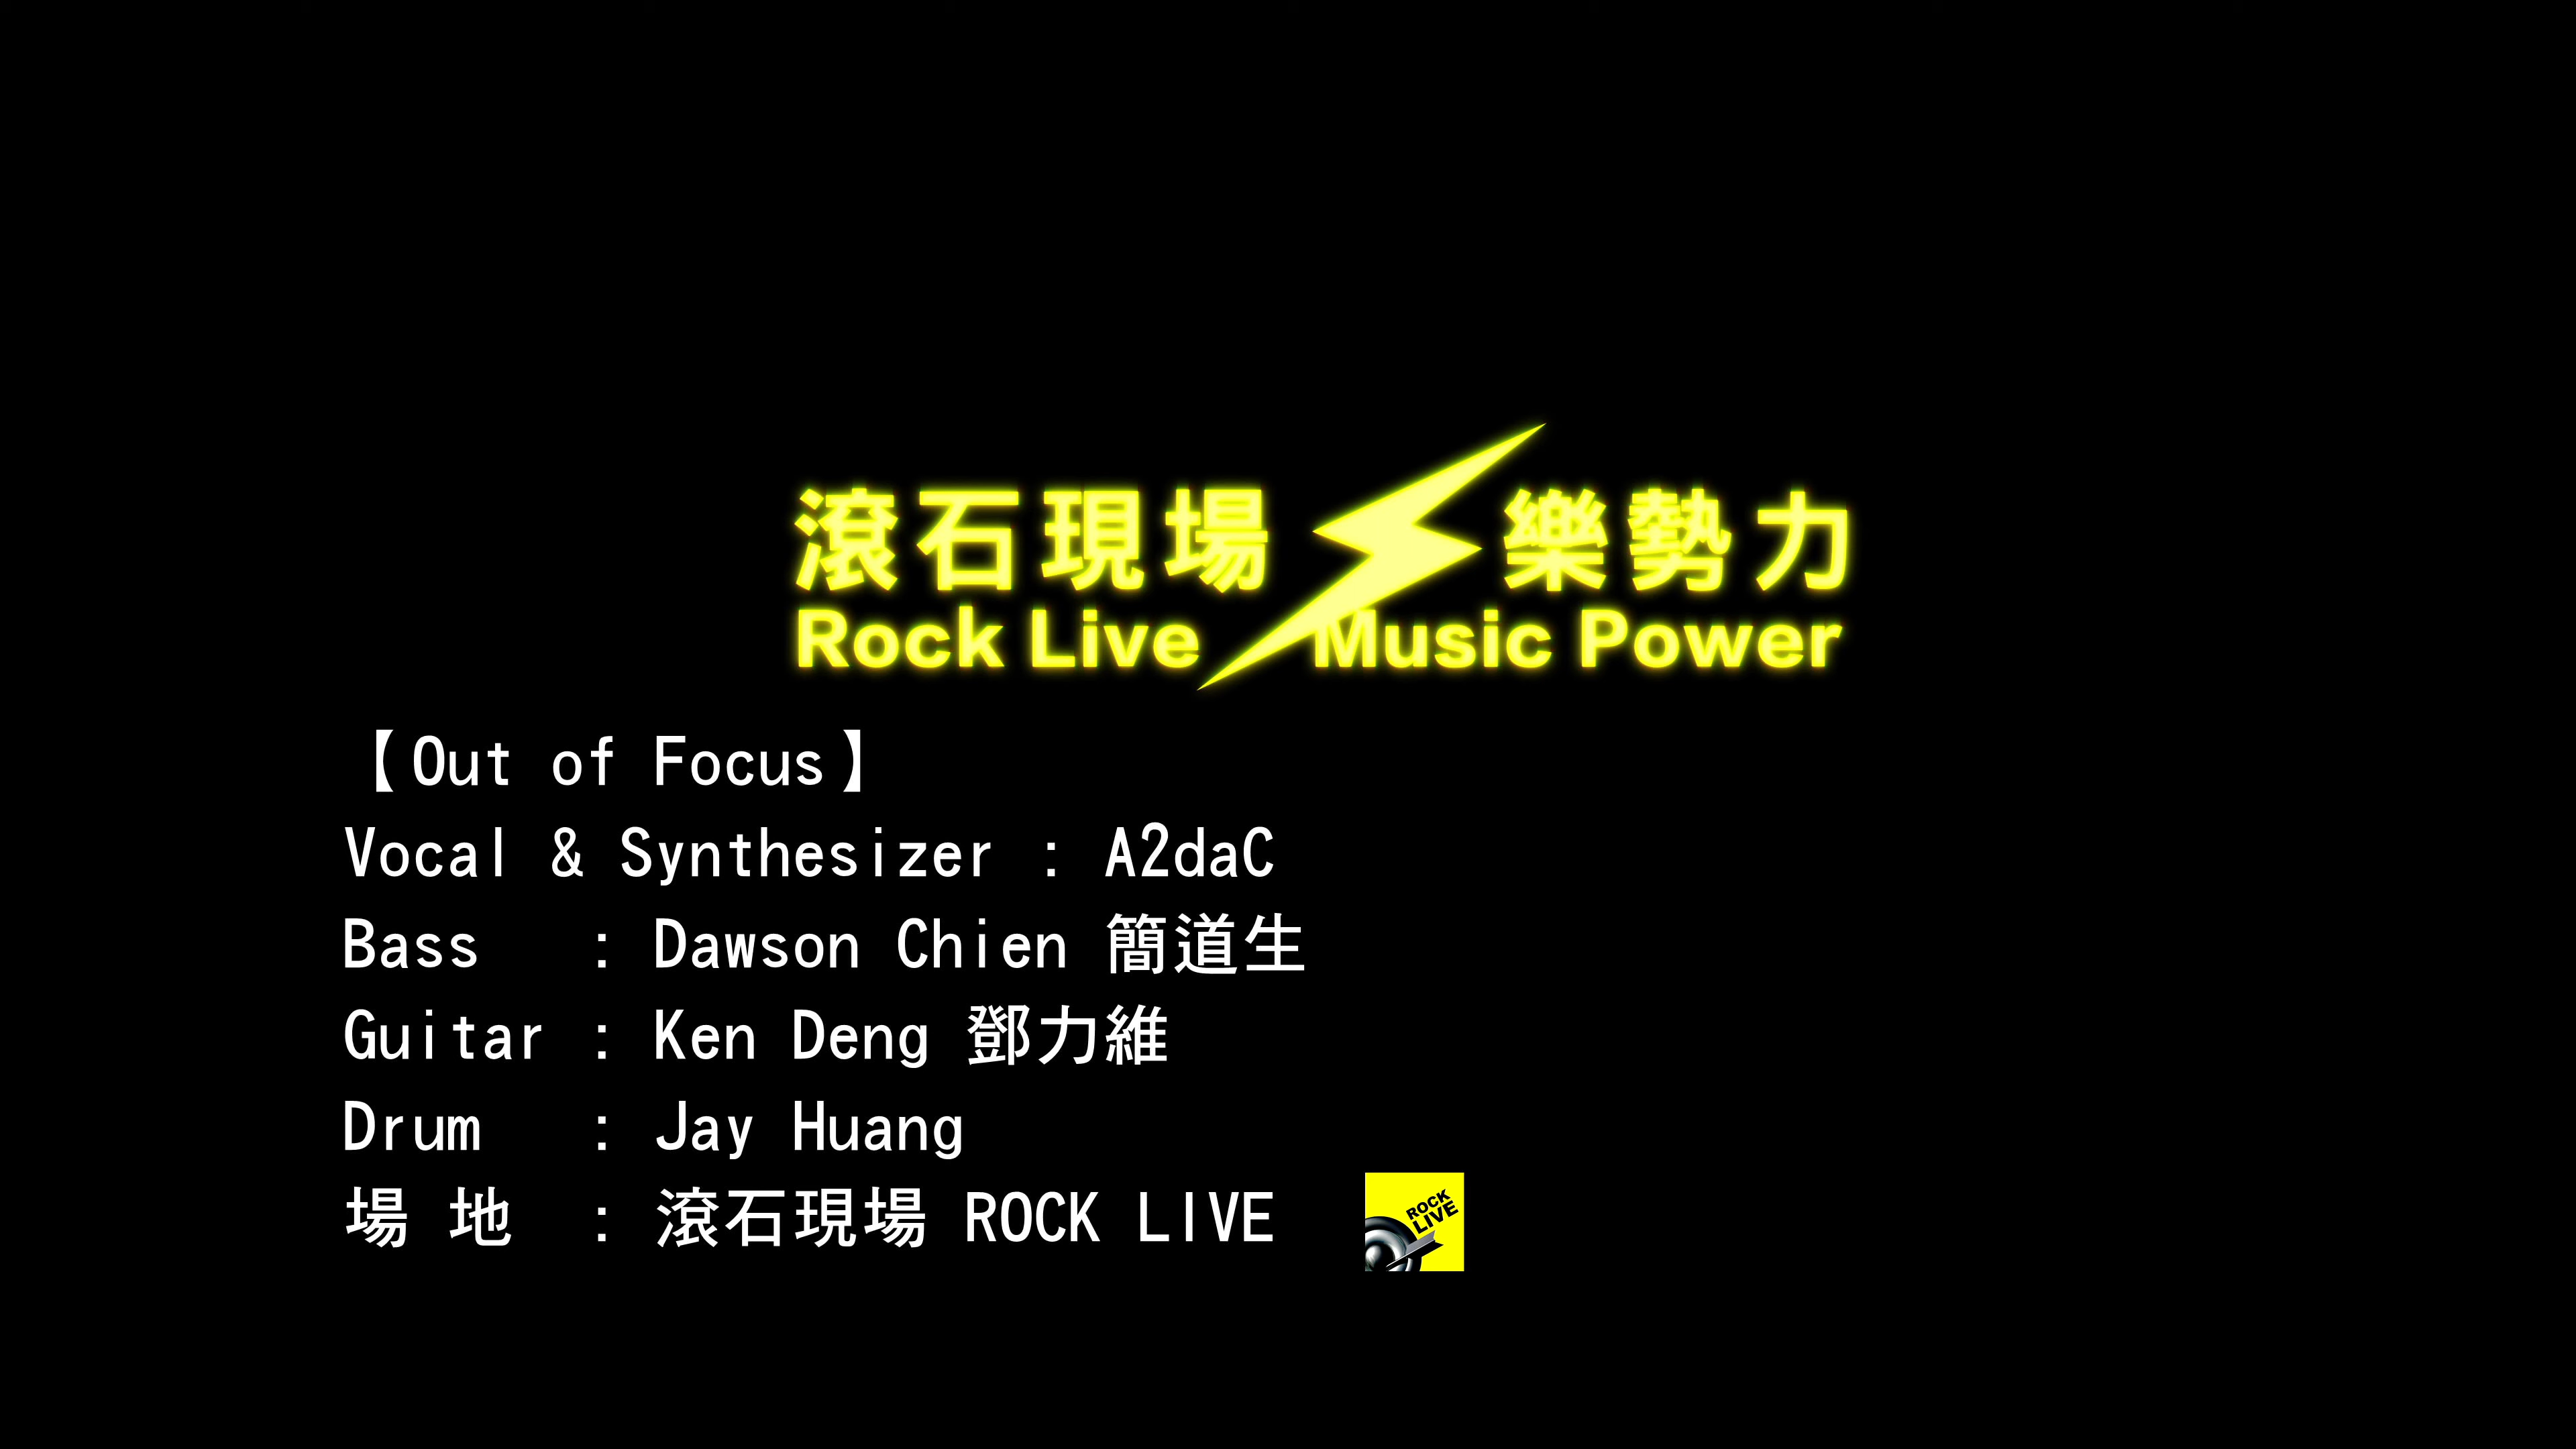 滾石現場 樂勢力
Rock Live Music Power
【Out of Focus】
Vocal & Synthesizer : A2daC
Bass : Dawson Chien 簡道生
Guitar : Ken Deng 鄧力維
Drum : Jay Huang
場 地 : 滾石現場 ROCK LIVE
ROCK
LIVE